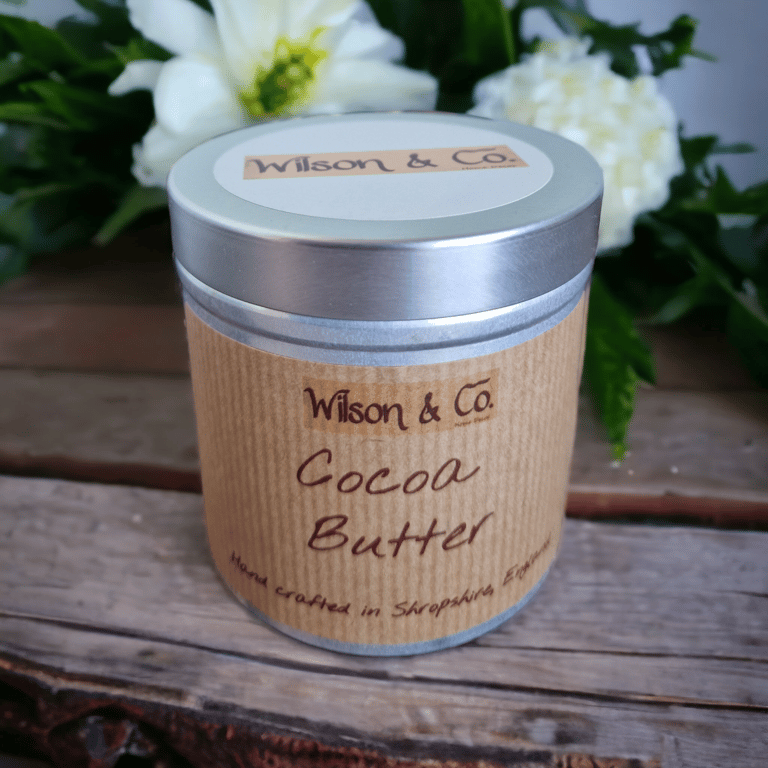 Wilson & Co.
Wilson & Co.
Cocoa
Butter
Hand crafted in Shropshire, England